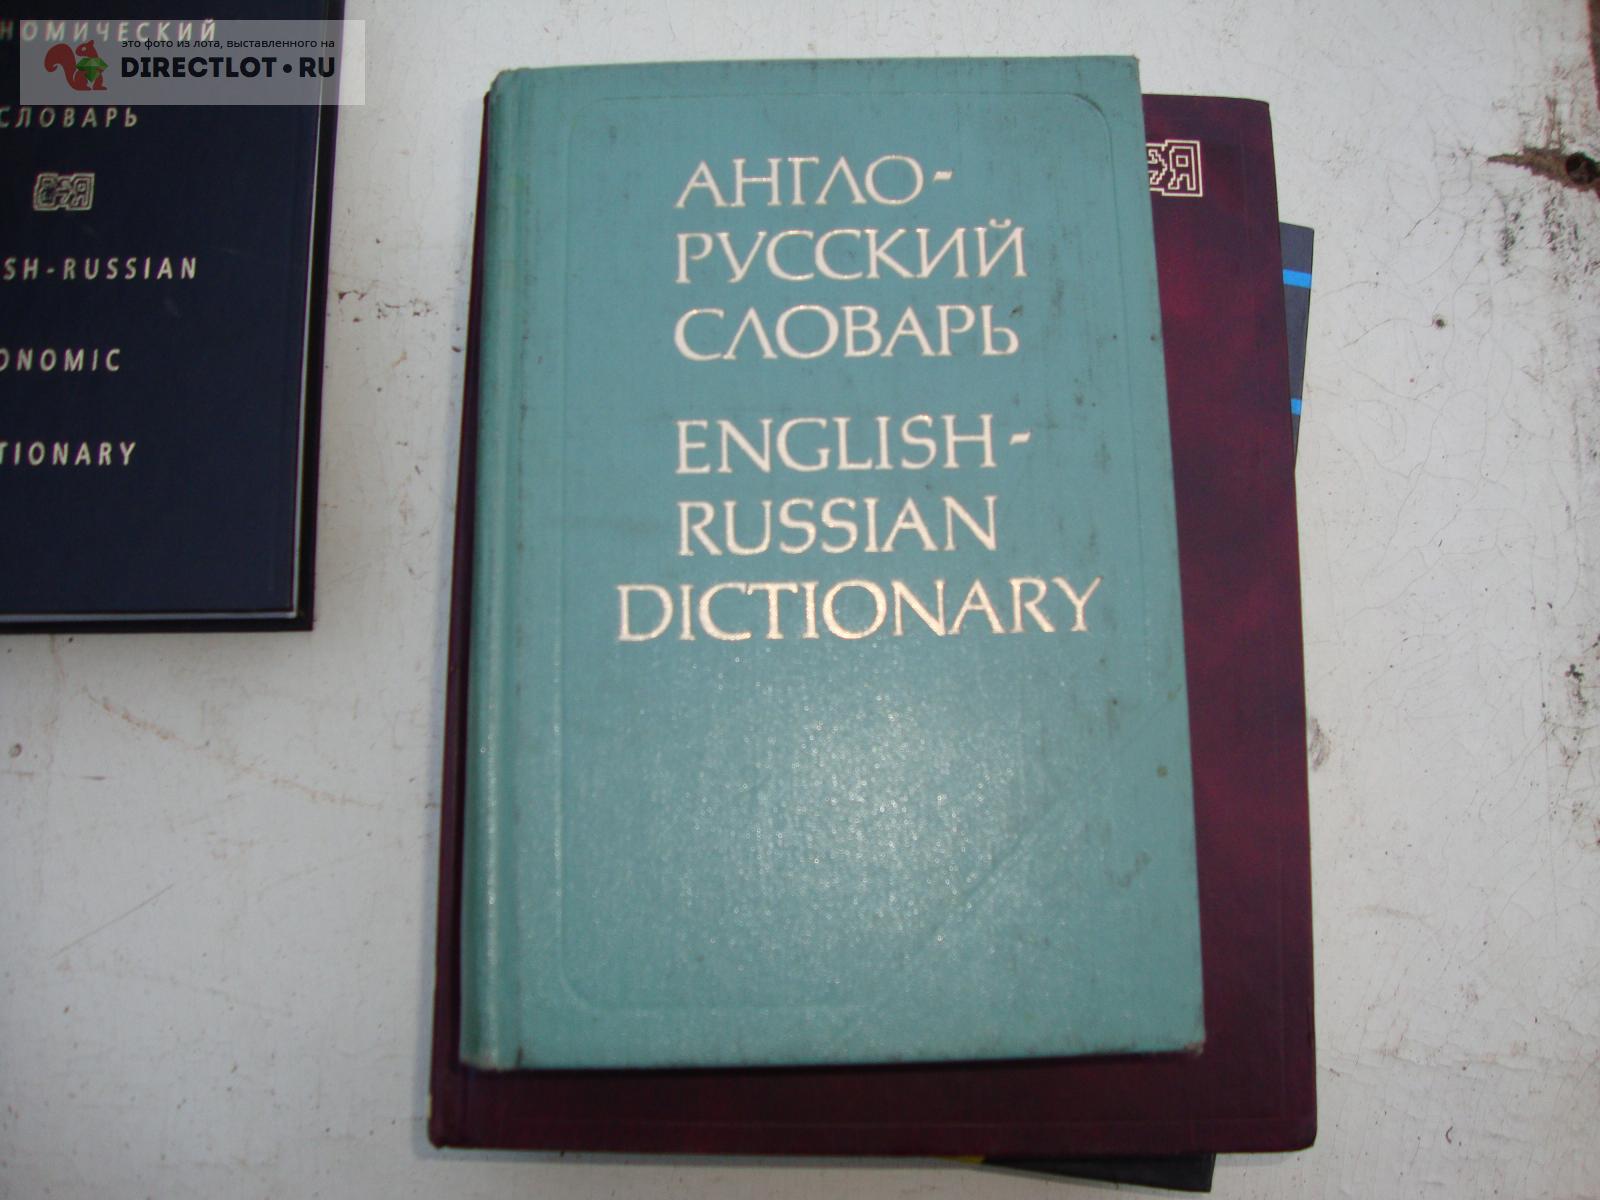 это фото из лота, выставленного на
DIRECTLOT•RU
СЛОВАРЬ
АНГЛО-
РУССКИЙ
СЛОВАРЬ
ENGLISH-
RUSSIAN
DICTIONARY
НОМИЧЕСКИЙ
SH-RUSSIAN
ONOMIC
TIONARY